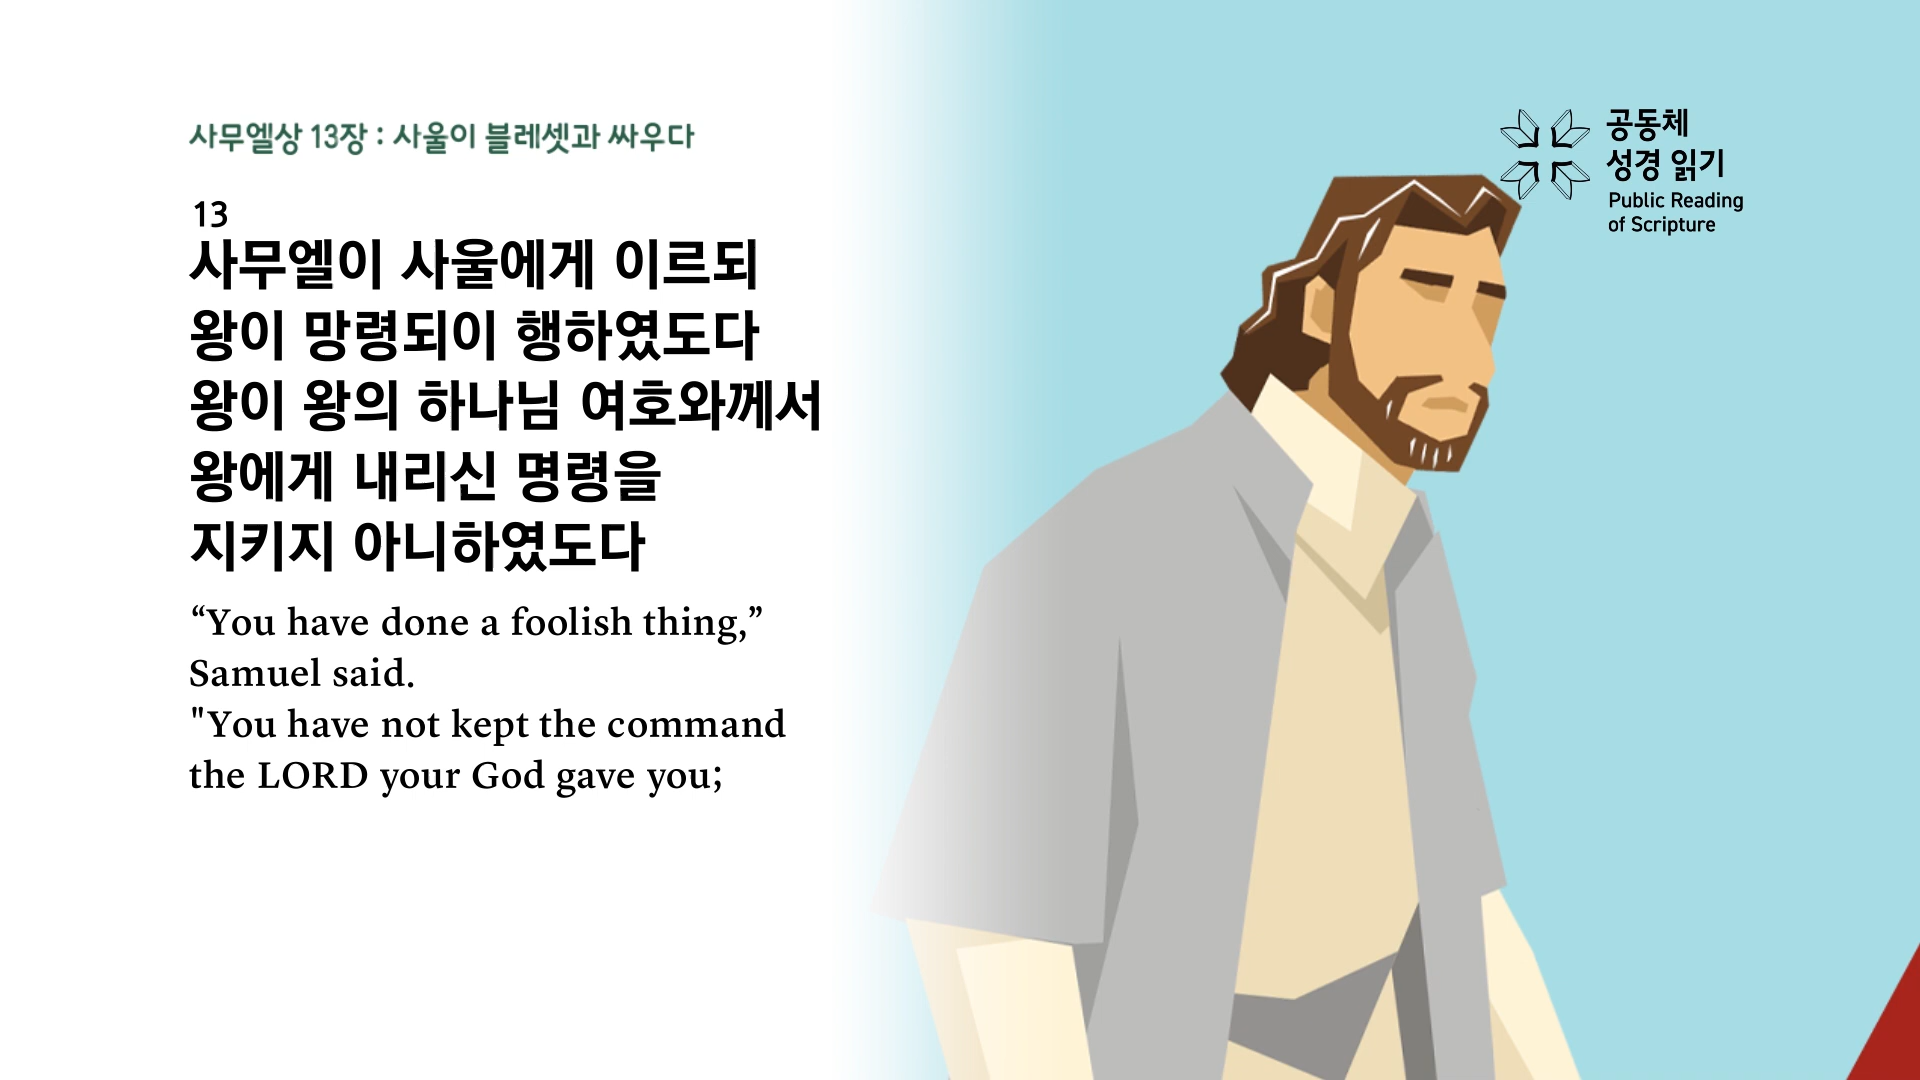 사무엘상 13장 : 사울이 블레셋과 싸우다
13
사무엘이 사울에게 이르되
왕이 망령되이 행하였도다
왕이 왕의 하나님 여호와께서
왕에게 내리신 명령을
지키지 아니하였도다
“You have done a foolish thing,”
Samuel said.
"You have not kept the command
the LORD your God gave you;
공동체
성경 읽기
Public Reading
of Scripture